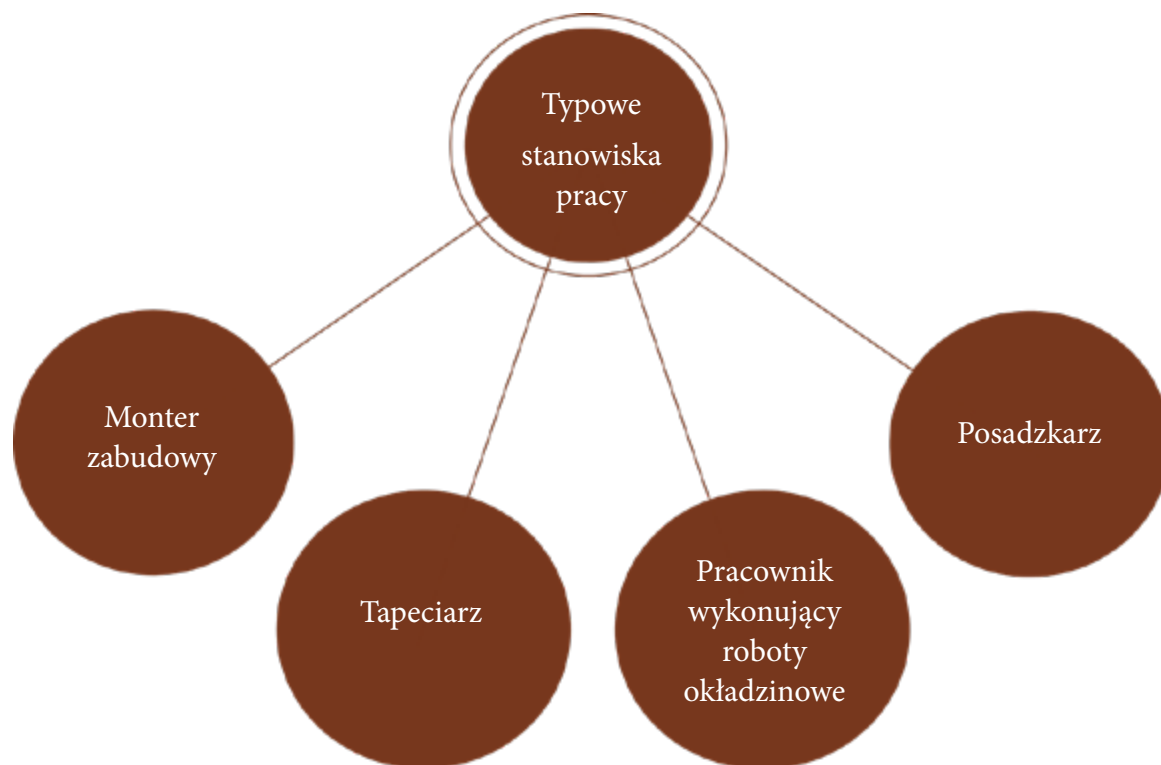 Typowe
stanowiska
pracy
Monter
zabudowy
Tapeciarz
Pracownik
wykonujący
roboty
okładzinowe
Posadzkarz